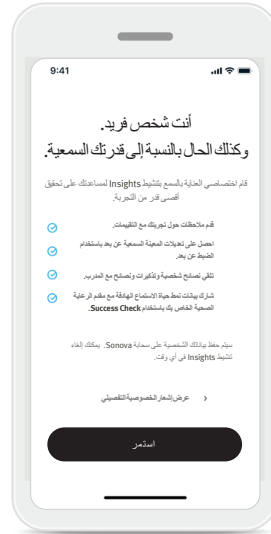 9:41
أنت شخص فريد.
وكذلك الحال بالنسبة إلى قدرتك السمعية.
قام اختصاصي العناية بالسمع بتنشيط Insights لمساعدتك على تحقيق
أقصى قدر من التجربة.
قدم ملاحظات حول تجربتك مع التقييمات.
احصل على تعديلات المعينة السمعية عن بعد باستخدام
الضبط عن بعد.
تلقي نصائح شخصية وتذكيرات ونصائح مع المدرب.
شارك بيانات نمط حياة الاستماع الهادفة مع مقدم الرعاية
الصحية الخاص بك باستخدام Success Check.
سيتم حفظ بياناتك الشخصية على سحابة Sonova. يمكنك إلغاء
تنشيط Insights في أي وقت.
عرض إشعار الخصوصية التفصيلي
استمر